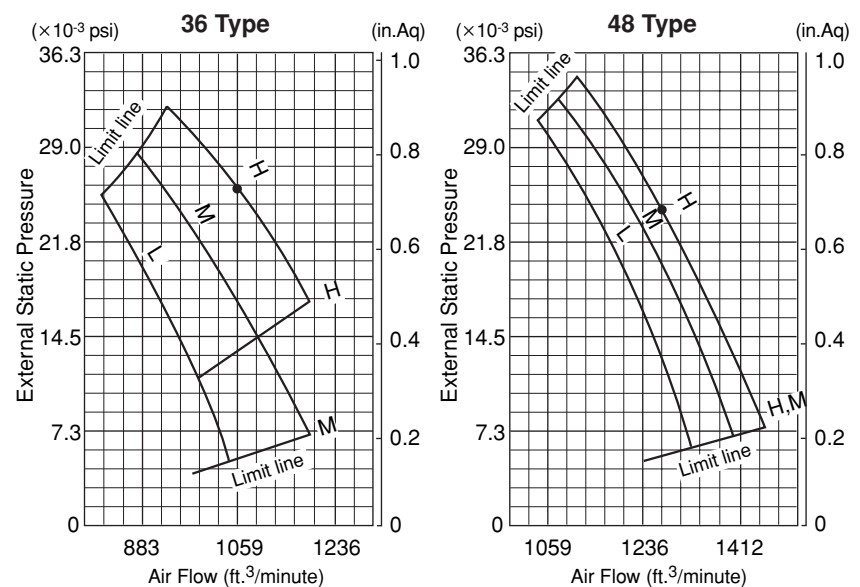 36 Type
(×10-3 psi)
(in.Aq)
36.3
29.0
21.8
14.5
7.3
0
External Static Pressure
1.0
0.8
0.6
0.4
0.2
0
Limit line
H
M
L
H
M
Limit line
883 1059 1236
Air Flow (ft.3/minute)
48 Type
(×10-3 psi)
(in.Aq)
36.3
29.0
21.8
14.5
7.3
0
External Static Pressure
1.0
0.8
0.6
0.4
0.2
0
Limit line
H
M
L
H,M
Limit line
1059 1236 1412
Air Flow (ft.3/minute)